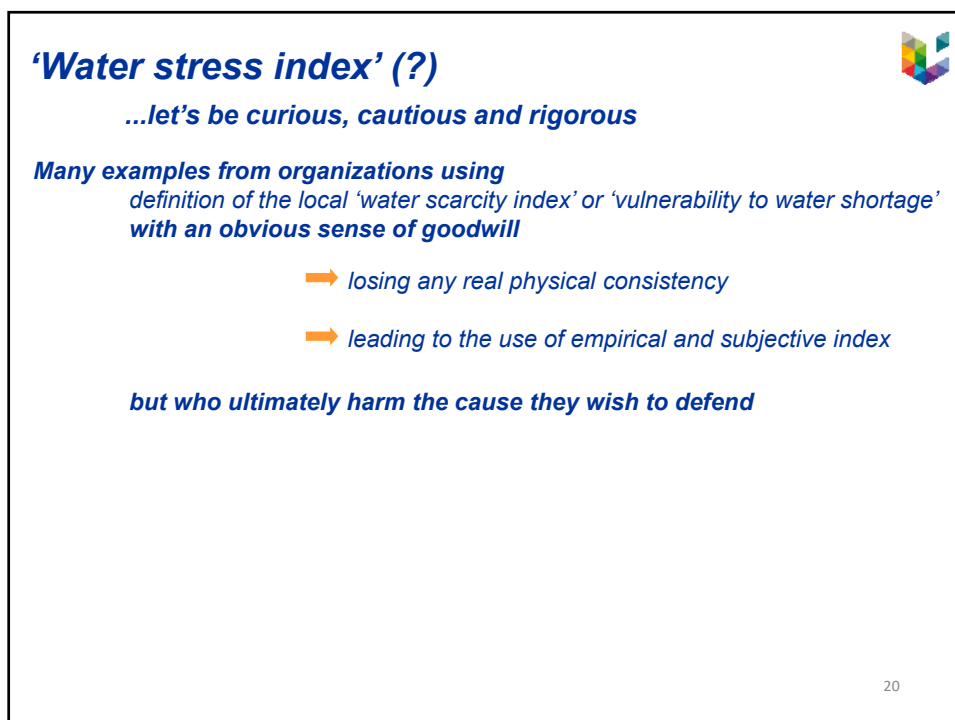 ‘Water stress index’ (?)
...let’s be curious, cautious and rigorous
Many examples from organizations using
definition of the local ‘water scarcity index’ or ‘vulnerability to water shortage’
with an obvious sense of goodwill
losing any real physical consistency
leading to the use of empirical and subjective index
but who ultimately harm the cause they wish to defend
20